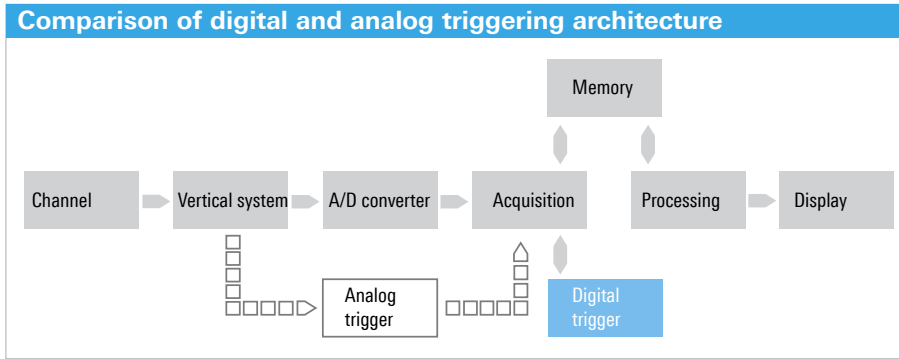 Comparison of digital and analog triggering architecture
Memory
Channel
Vertical system
A/D converter
Acquisition
Processing
Display
Analog
trigger
Digital
trigger